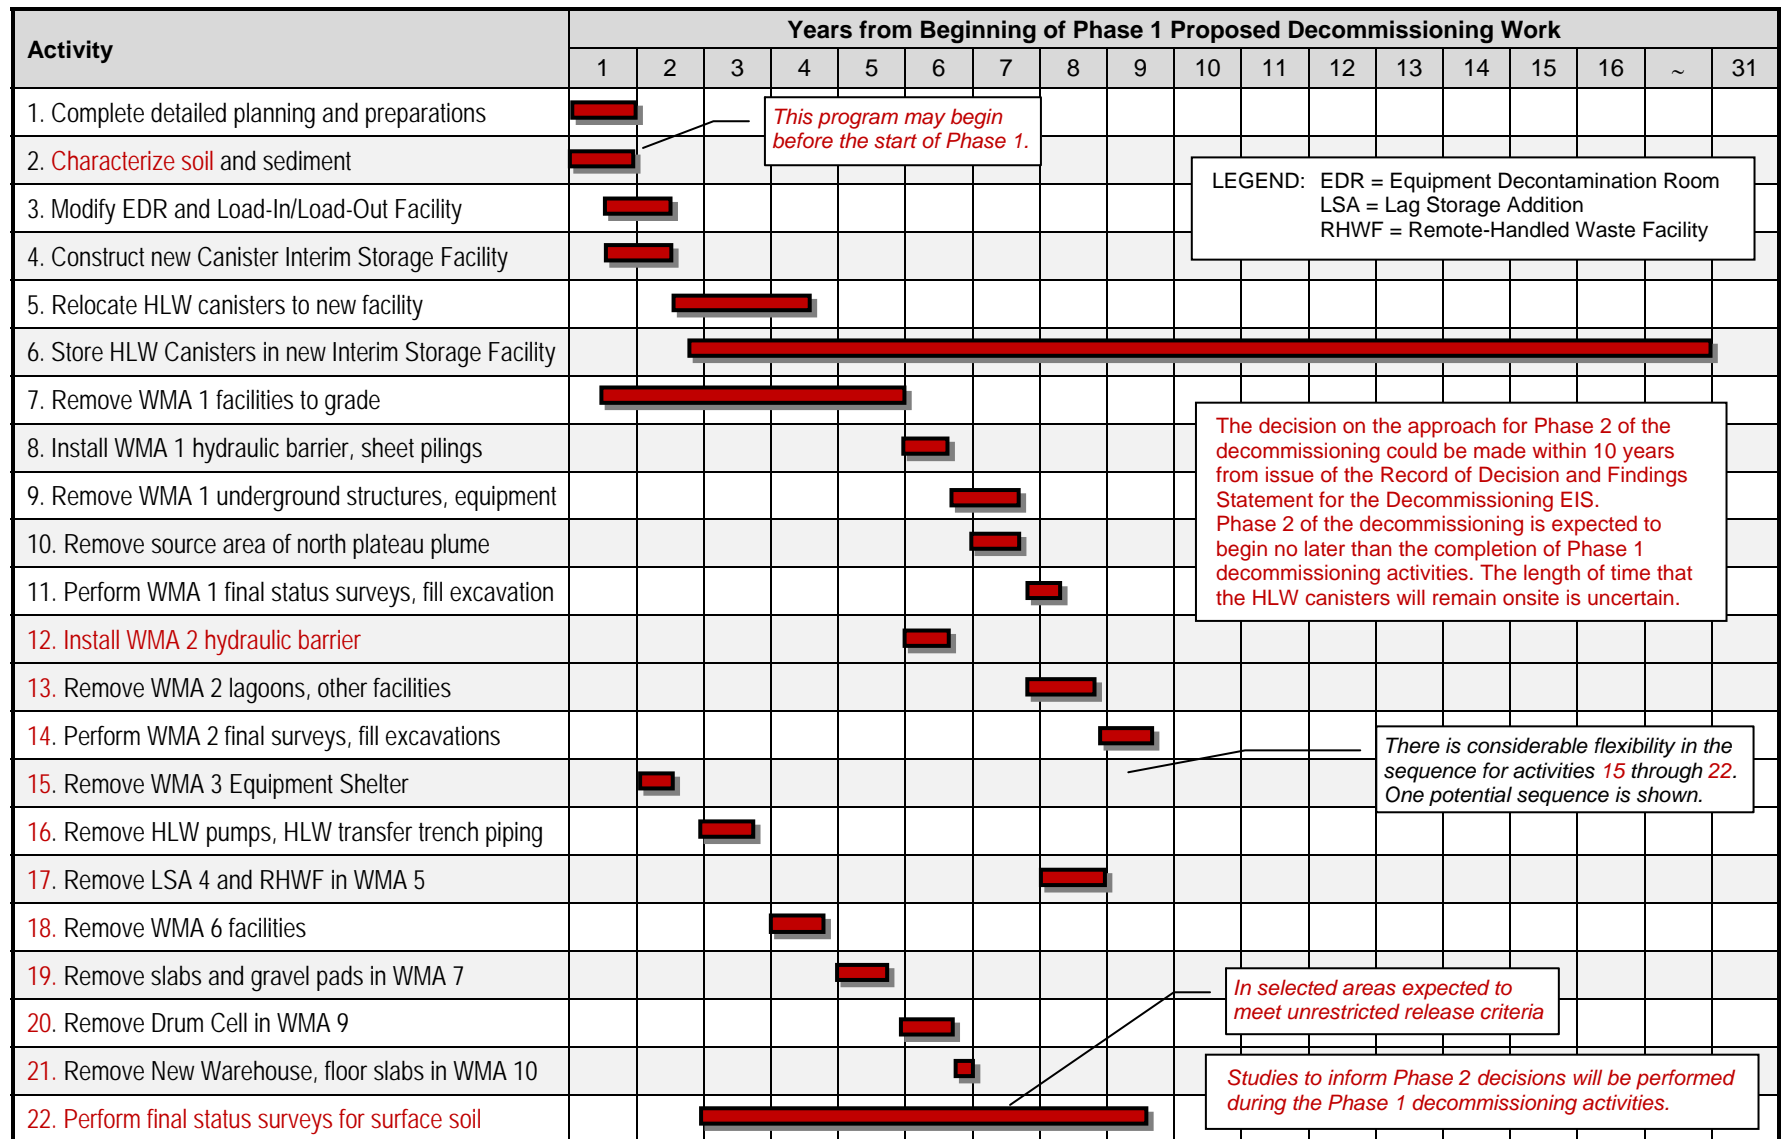 Activity
Years from Beginning of Phase 1 Proposed Decommissioning Work
1 2 3 4 5 6 7 8 9 10 11 12 13 14 15 16 ~ 31
1. Complete detailed planning and preparations
This program may begin
before the start of Phase 1.
2. Characterize soil and sediment
LEGEND: EDR = Equipment Decontamination Room
LSA = Lag Storage Addition
RHWF = Remote-Handled Waste Facility
3. Modify EDR and Load-In/Load-Out Facility
4. Construct new Canister Interim Storage Facility
5. Relocate HLW canisters to new facility
6. Store HLW Canisters in new Interim Storage Facility
7. Remove WMA 1 facilities to grade
The decision on the approach for Phase 2 of the
decommissioning could be made within 10 years
from issue of the Record of Decision and Findings
Statement for the Decommissioning EIS.
Phase 2 of the decommissioning is expected to
begin no later than the completion of Phase 1
decommissioning activities. The length of time that
the HLW canisters will remain onsite is uncertain.
8. Install WMA 1 hydraulic barrier, sheet pilings
9. Remove WMA 1 underground structures, equipment
10. Remove source area of north plateau plume
11. Perform WMA 1 final status surveys, fill excavation
12. Install WMA 2 hydraulic barrier
13. Remove WMA 2 lagoons, other facilities
14. Perform WMA 2 final surveys, fill excavations
There is considerable flexibility in the
sequence for activities 15 through 22.
One potential sequence is shown.
15. Remove WMA 3 Equipment Shelter
16. Remove HLW pumps, HLW transfer trench piping
17. Remove LSA 4 and RHWF in WMA 5
18. Remove WMA 6 facilities
19. Remove slabs and gravel pads in WMA 7
In selected areas expected to
meet unrestricted release criteria
20. Remove Drum Cell in WMA 9
21. Remove New Warehouse, floor slabs in WMA 10
Studies to inform Phase 2 decisions will be performed
during the Phase 1 decommissioning activities.
22. Perform final status surveys for surface soil